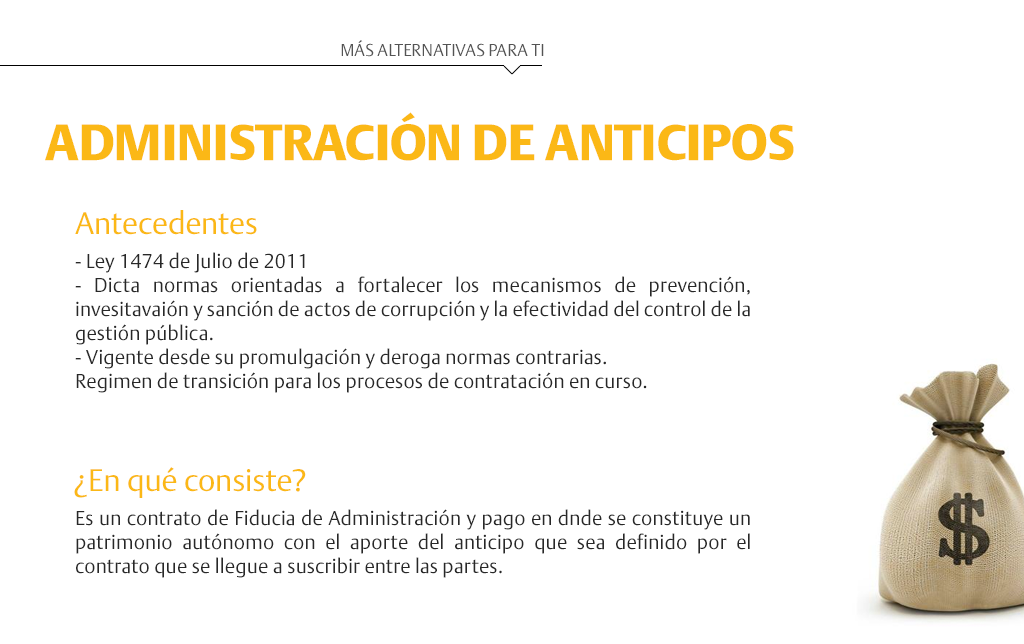 MÁS ALTERNATIVAS PARA TI
ADMINISTRACIÓN DE ANTICIPOS
Antecedentes
- Ley 1474 de Julio de 2011
- Dicta normas orientadas a fortalecer los mecanismos de prevención,
invesitavaión y sanción de actos de corrupción y la efectividad del control de la
gestión pública.
- Vigente desde su promulgación y deroga normas contrarias.
Regimen de transición para los procesos de contratación en curso.
¿En qué consiste?
Es un contrato de Fiducia de Administración y pago en dnde se constituye un
patrimonio autónomo con el aporte del anticipo que sea definido por el
contrato que se llegue a suscribir entre las partes.
$